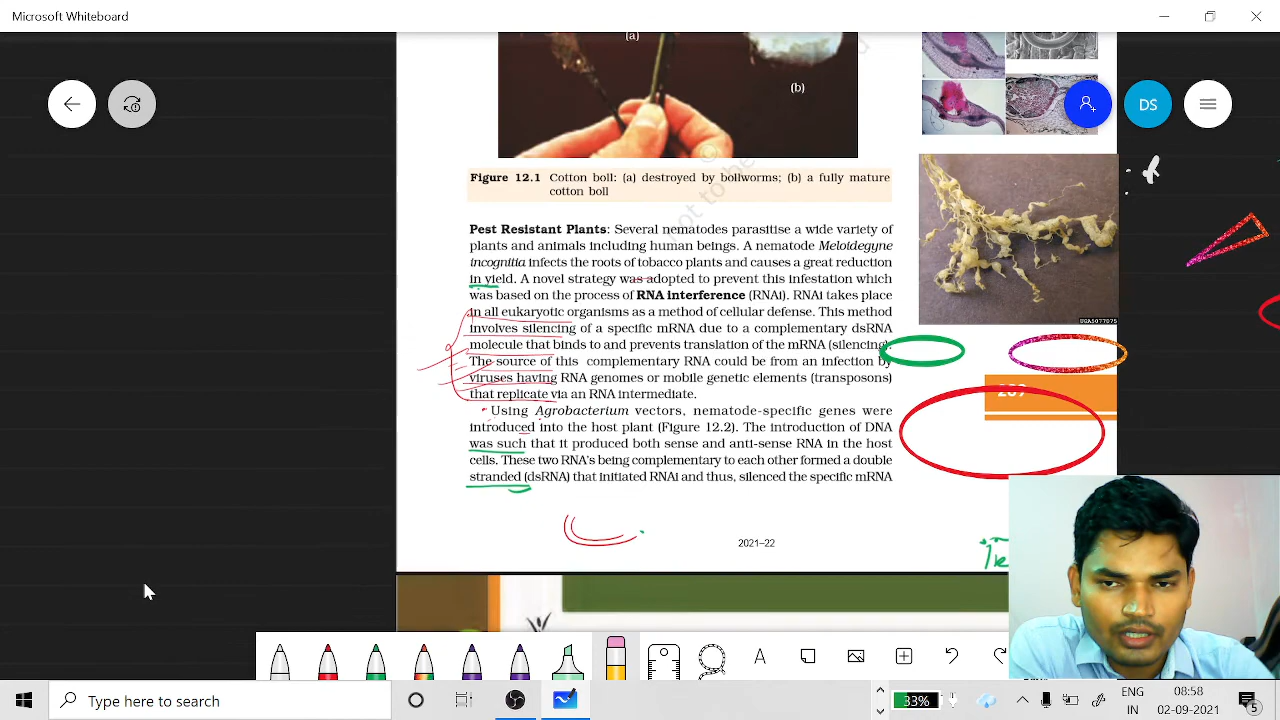 Microsoft Whiteboard
(a)
(b)
DS
Figure 12.1 Cotton boll: (a) destroyed by bollworms; (b) a fully mature
cotton boll
Pest Resistant Plants: Several nematodes parasitise a wide variety of
plants and animals including human beings. A nematode Meloidegyne
incognitia infects the roots of tobacco plants and causes a great reduction
in yield. A novel strategy was adopted to prevent this infestation which
was based on the process of RNA interference (RNAi). RNAi takes place
in all eukaryotic organisms as a method of cellular defense. This method
involves silencing of a specific mRNA due to a complementary dsRNA
molecule that binds to and prevents translation of the mRNA (silencing).
The source of this complementary RNA could be from an infection by
viruses having RNA genomes or mobile genetic elements (transposons)
that replicate via an RNA intermediate.
Using Agrobacterium vectors, nematode-specific genes were
introduced into the host plant (Figure 12.2). The introduction of DNA
was such that it produced both sense and anti-sense RNA in the host
cells. These two RNA's being complementary to each other formed a double
stranded (dsRNA) that initiated RNAi and thus, silenced the specific mRNA
2021–22
UGA5077075
not to be
Type here to search
33%
ENG
IN
08:58
02-09-2021
5